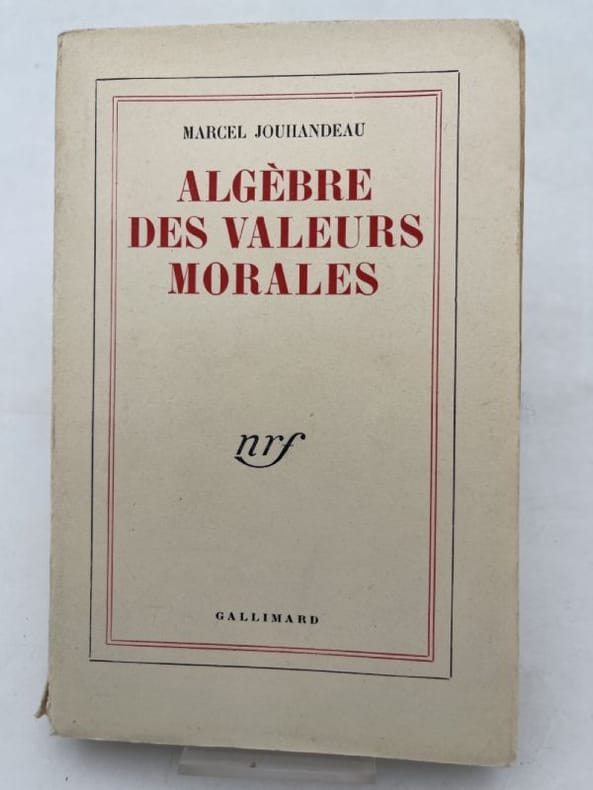 MARCEL JOUHANDEAU
ALGÈBRE
DES VALEURS
MORALES
nrf
GALLIMARD